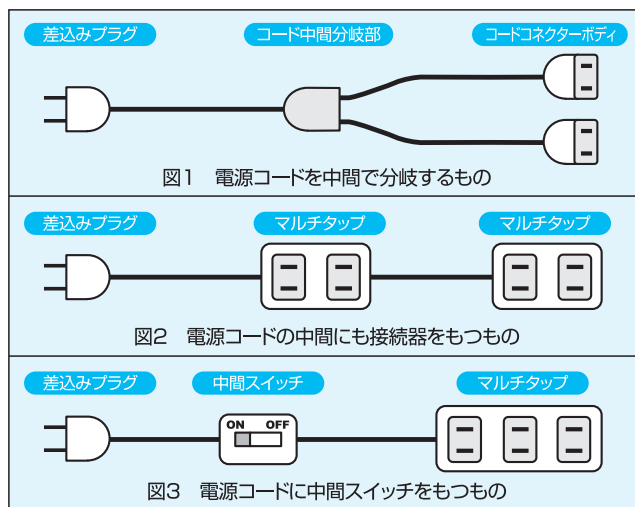 差込みプラグ
コード中間分岐部
コードコネクターボディ
図1 電源コードを中間で分岐するもの
差込みプラグ
マルチタップ
マルチタップ
図2 電源コードの中間にも接続器をもつもの
差込みプラグ
中間スイッチ
マルチタップ
ON OFF
図3 電源コードに中間スイッチをもつもの